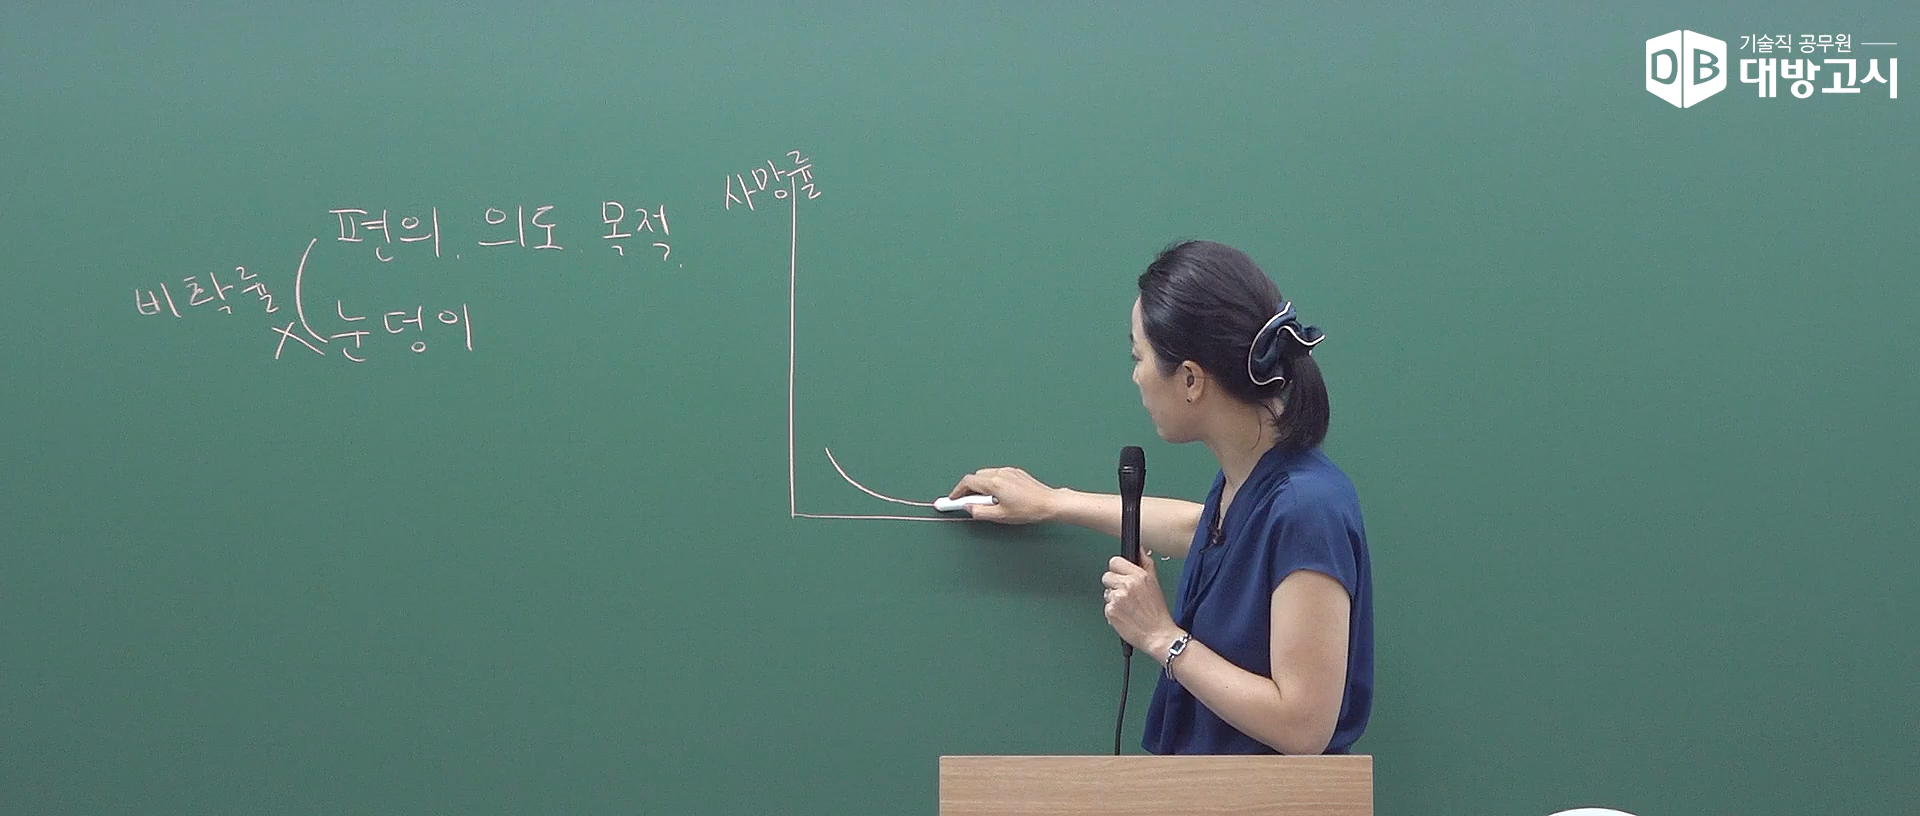 기술직 공무원
대방고시
DB
사망률
편의. 의도. 목적.
비확률
눈덩이
X